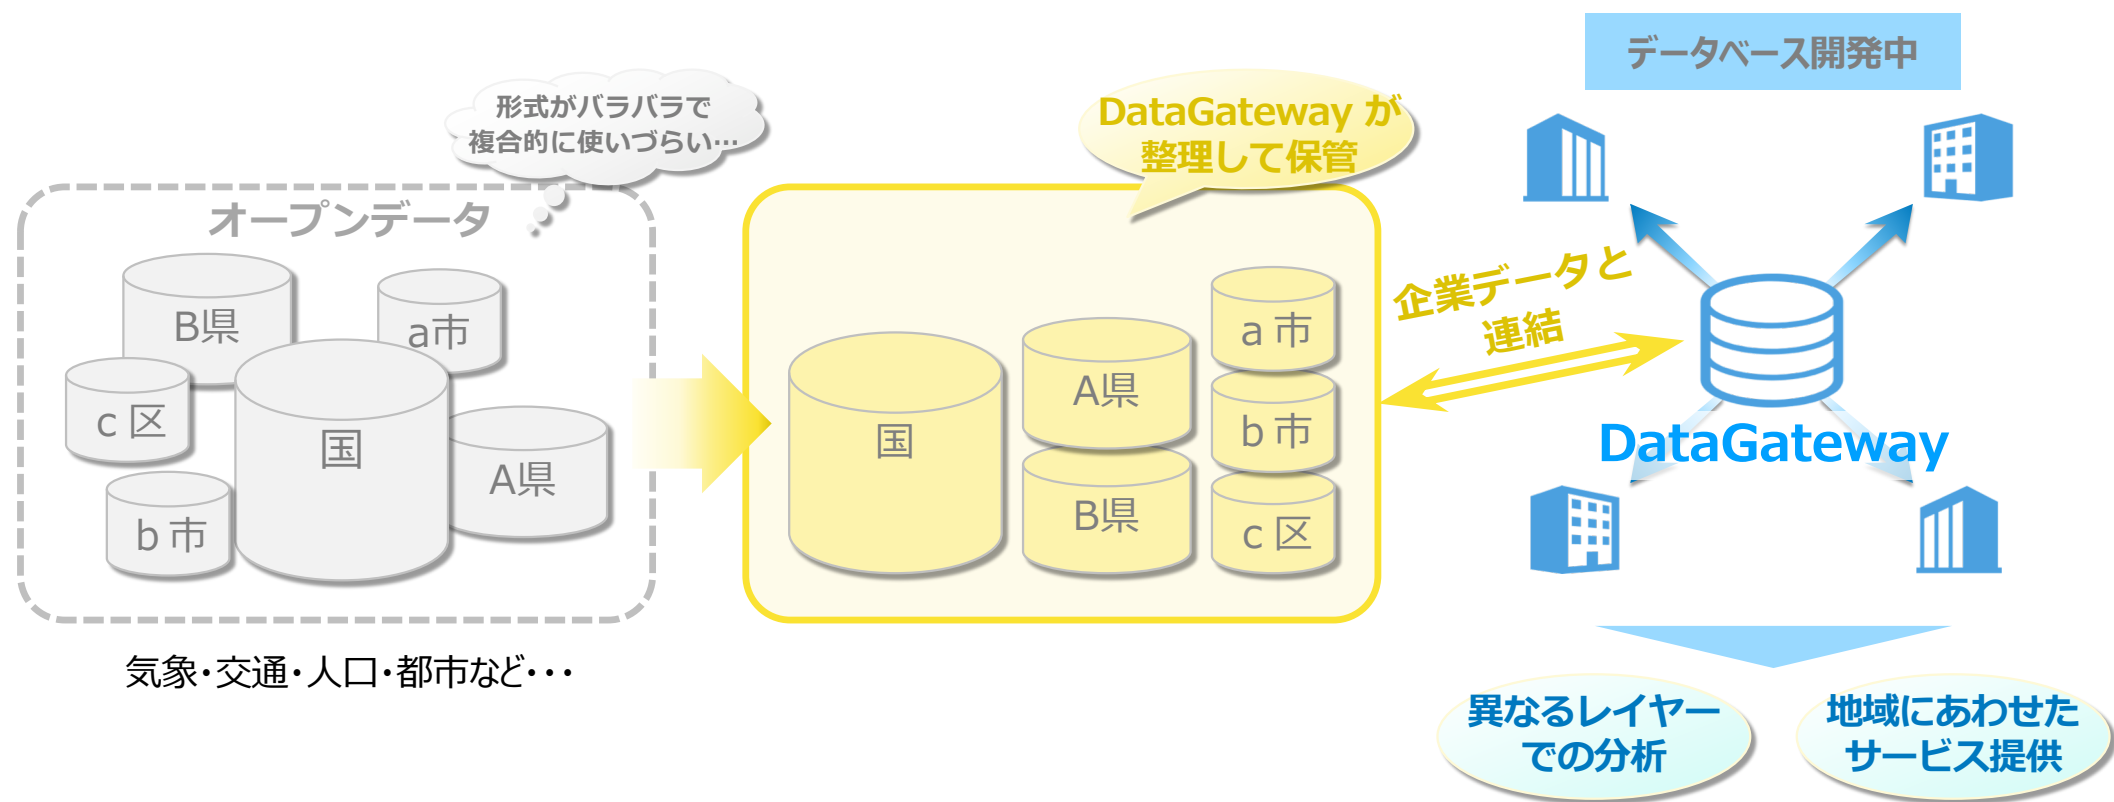 データベース開発中
形式がバラバラで
複合的に使いづらい…
DataGateway が
整理して保管
オープンデータ
B県
a市
c 区
国
A県
b 市
国
A県
B県
a 市
b 市
c 区
企業データと
連結
DataGateway
気象・交通・人口・都市など・・・
異なるレイヤー
での分析
地域にあわせた
サービス提供